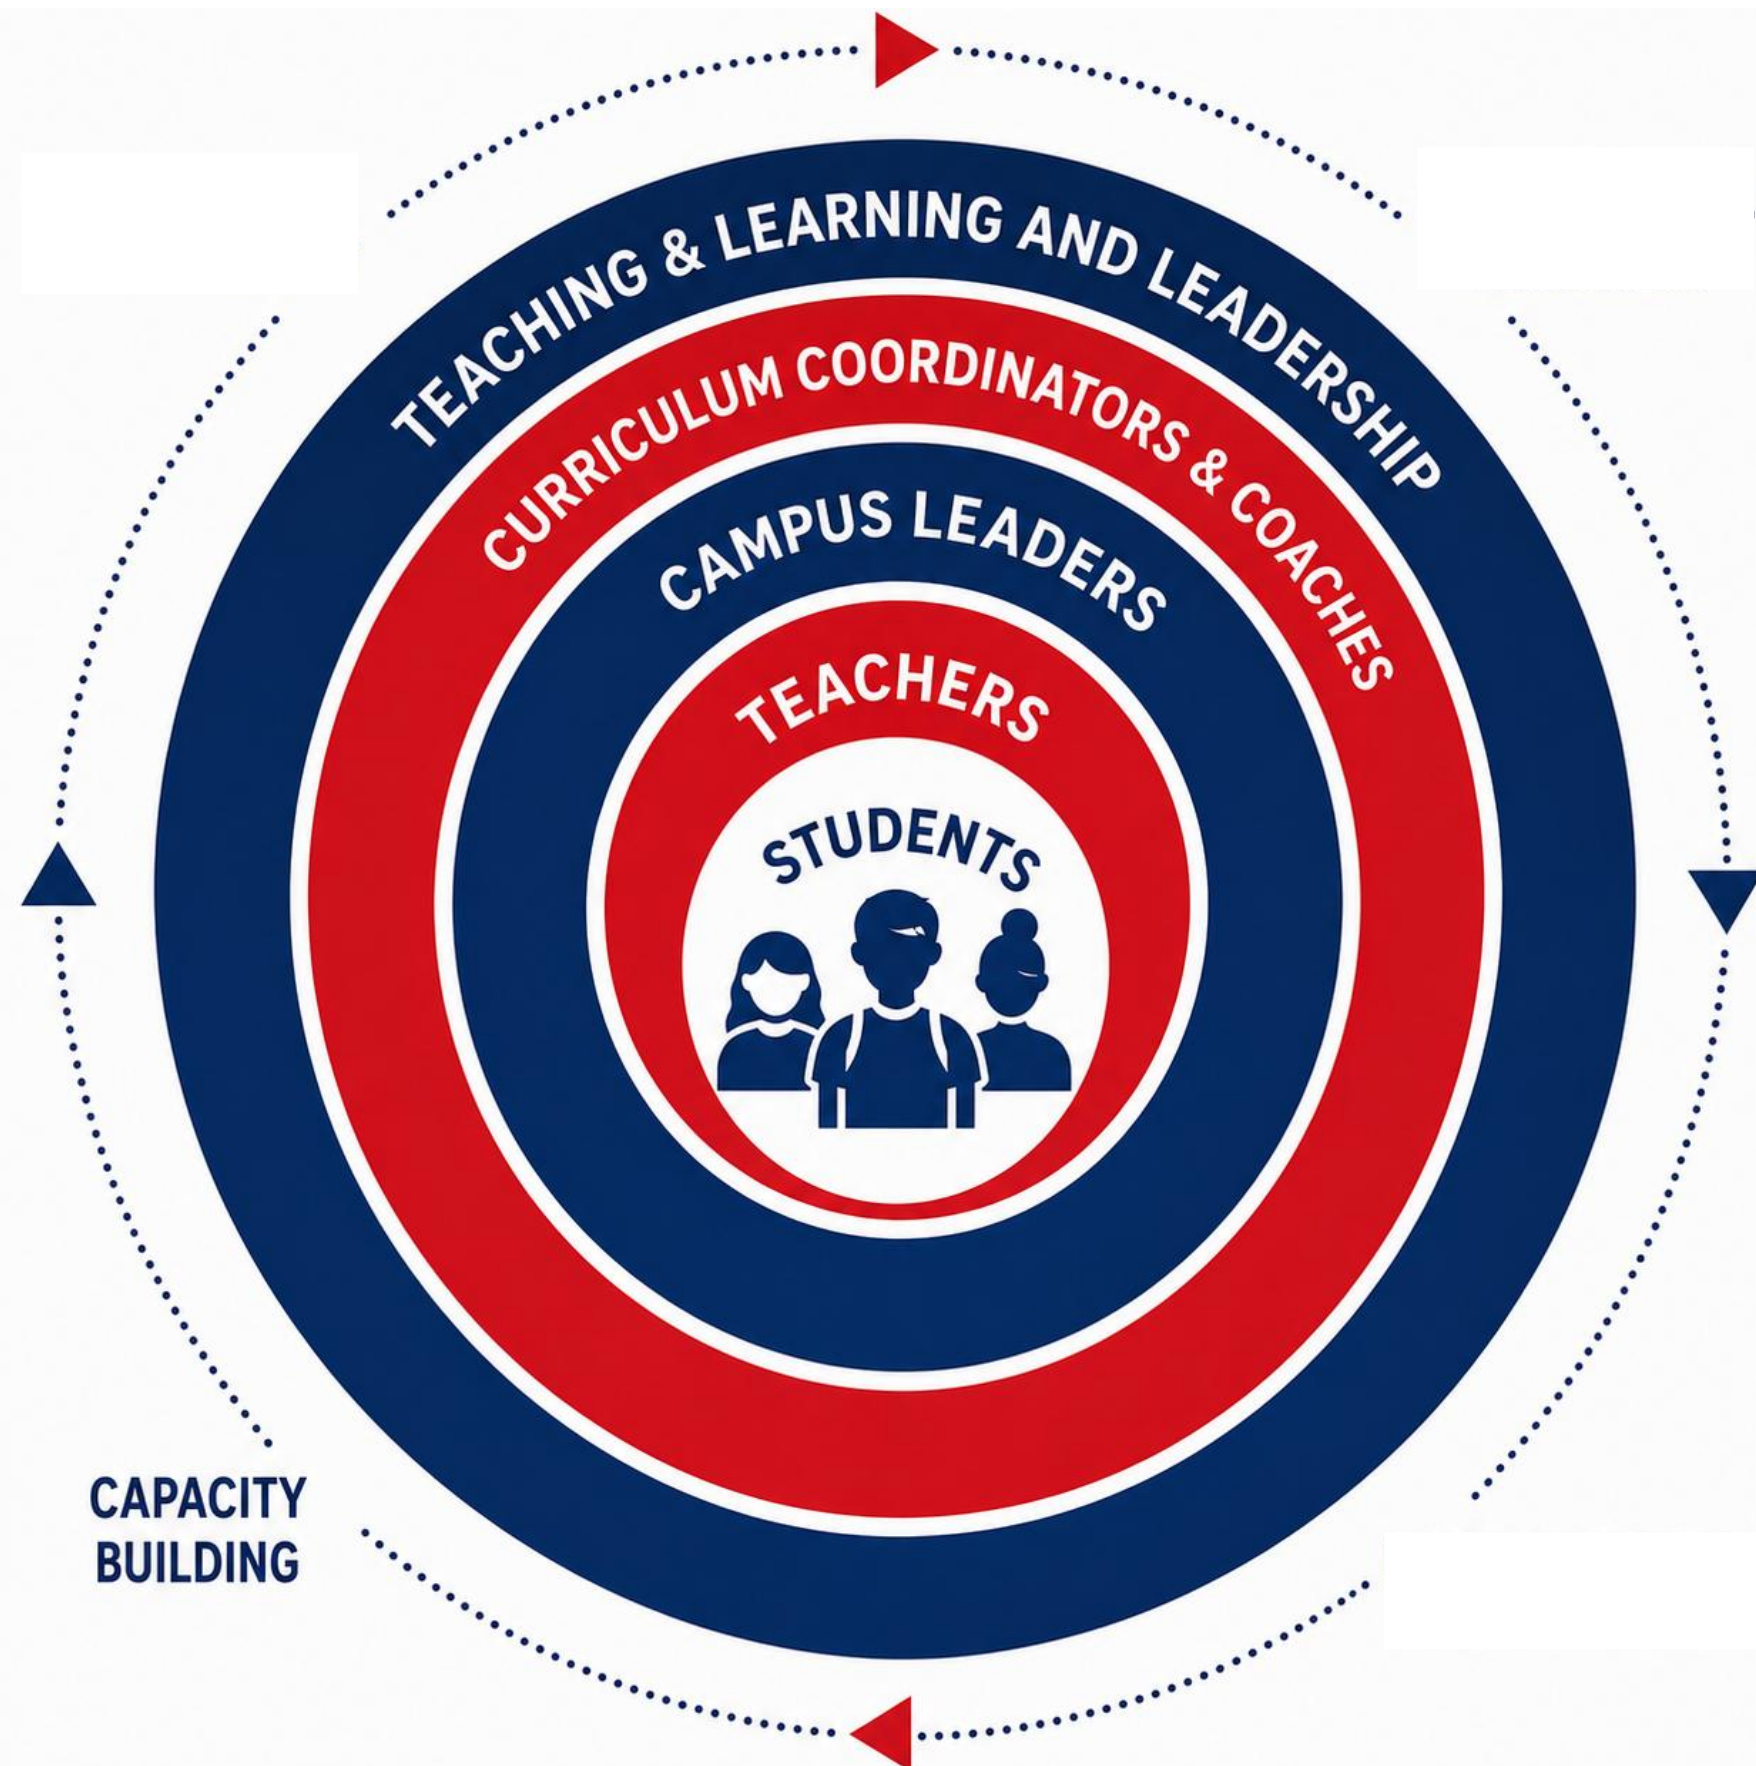 TEACHING & LEARNING AND LEADERSHIP
CURRICULUM COORDINATORS & COACHES
CAMPUS LEADERS
TEACHERS
STUDENTS
CAPACITY
BUILDING